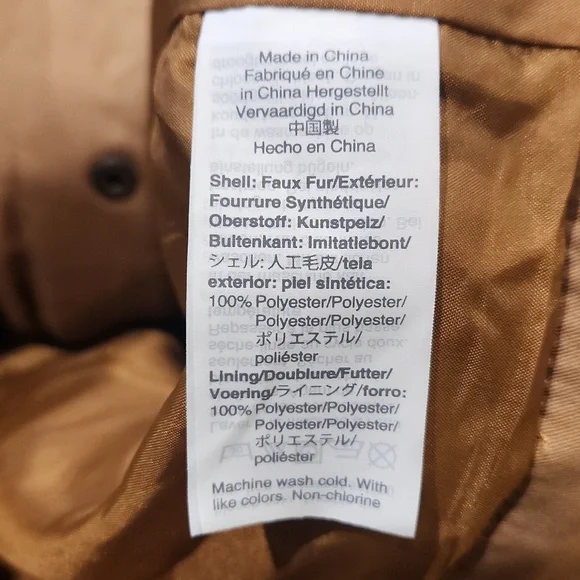 Made in China
Fabriqué en Chine
in China Hergestellt
Vervaardigd in China
中国製
Hecho en China
Shell: Faux Fur/Extérieur:
Fourrure Synthétique/
Oberstoff: Kunstpelz/
Buitenkant: Imitatiebont/
シェル: 人工毛皮/tela
exterior: piel sintética:
100% Polyester/Polyester/
Polyester/Polyester/
ポリエステル/
poliéster
Lining/Doublure/Futter/
Voering/ライニング/forro:
100% Polyester/Polyester/
Polyester/Polyester/
ポリエステル/
poliéster
Machine wash cold. With
like colors. Non-chlorine